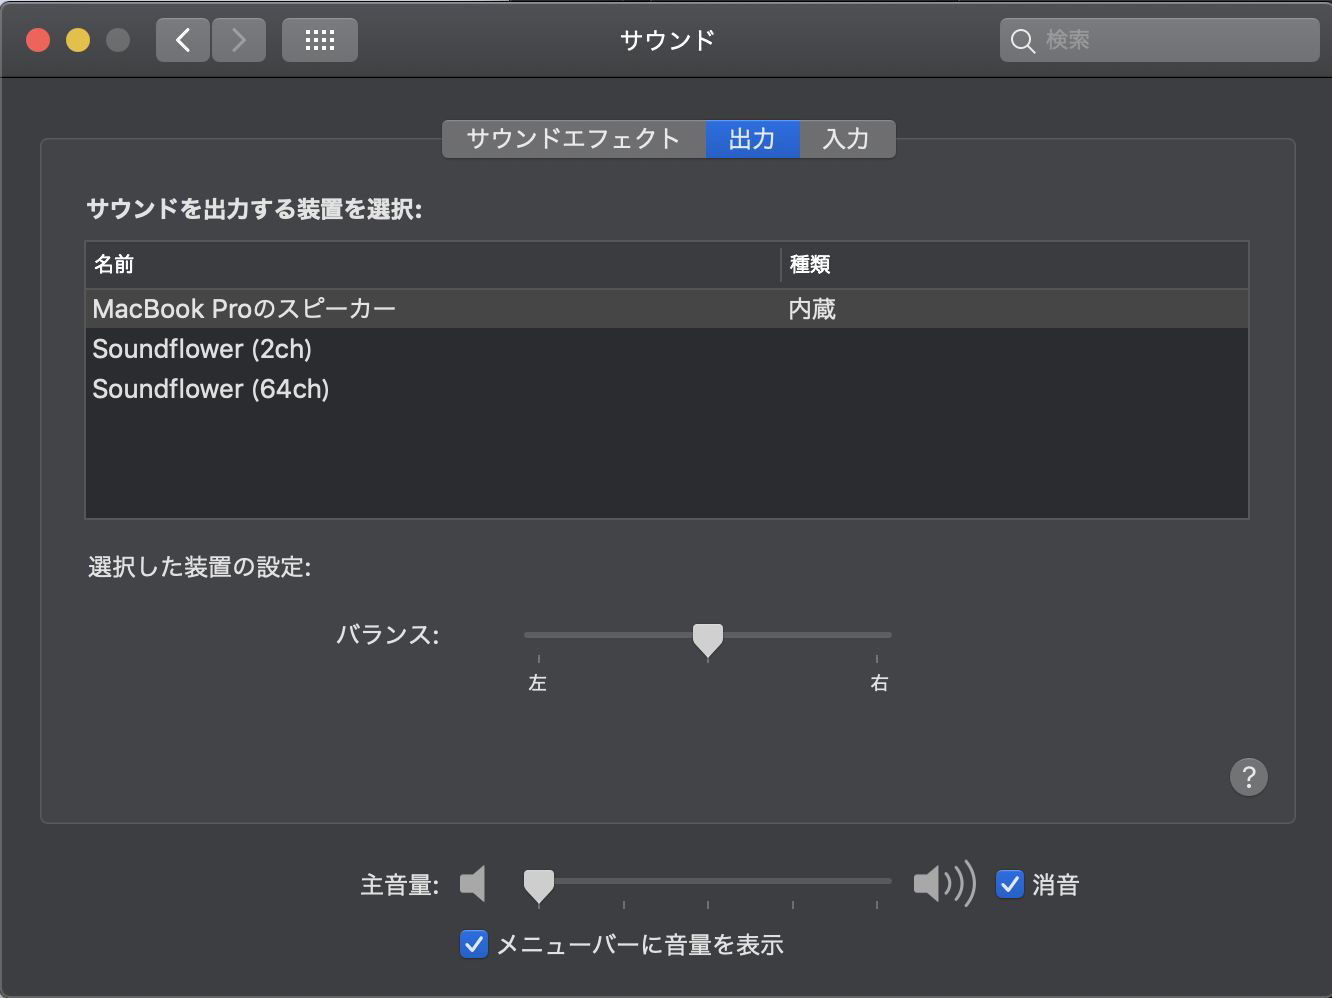 サウンド
検索
サウンドエフェクト 出力 入力
サウンドを出力する装置を選択:
名前 種類
MacBook Proのスピーカー 内蔵
Soundflower (2ch)
Soundflower (64ch)
選択した装置の設定:
バランス:
左 右
?
主音量: 消音
メニューバーに音量を表示